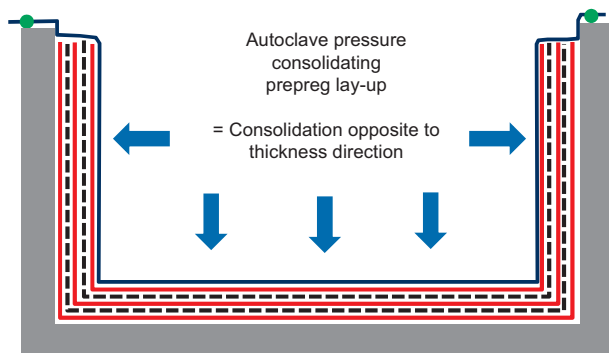 Autoclave pressure
consolidating
prepreg lay-up
= Consolidation opposite to
thickness direction